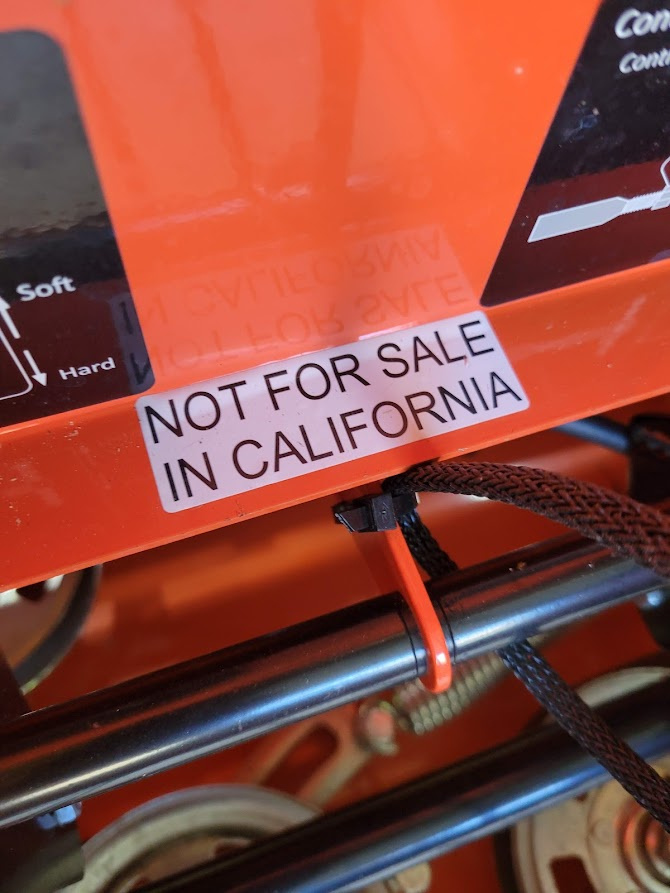 Soft
Hard
NOT FOR SALE
IN CALIFORNIA